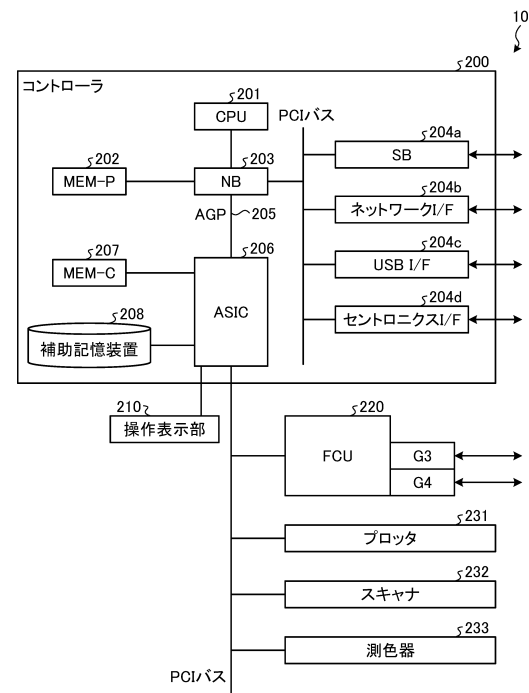 10
200
コントローラ
201
CPU
PCIバス
202
MEM-P
203
NB
204a
SB
AGP
205
204b
ネットワークI/F
207
MEM-C
206
ASIC
204c
USB I/F
208
補助記憶装置
204d
セントロニクスI/F
210
操作表示部
220
FCU
G3
G4
231
プロッタ
232
スキャナ
233
測色器
PCIバス